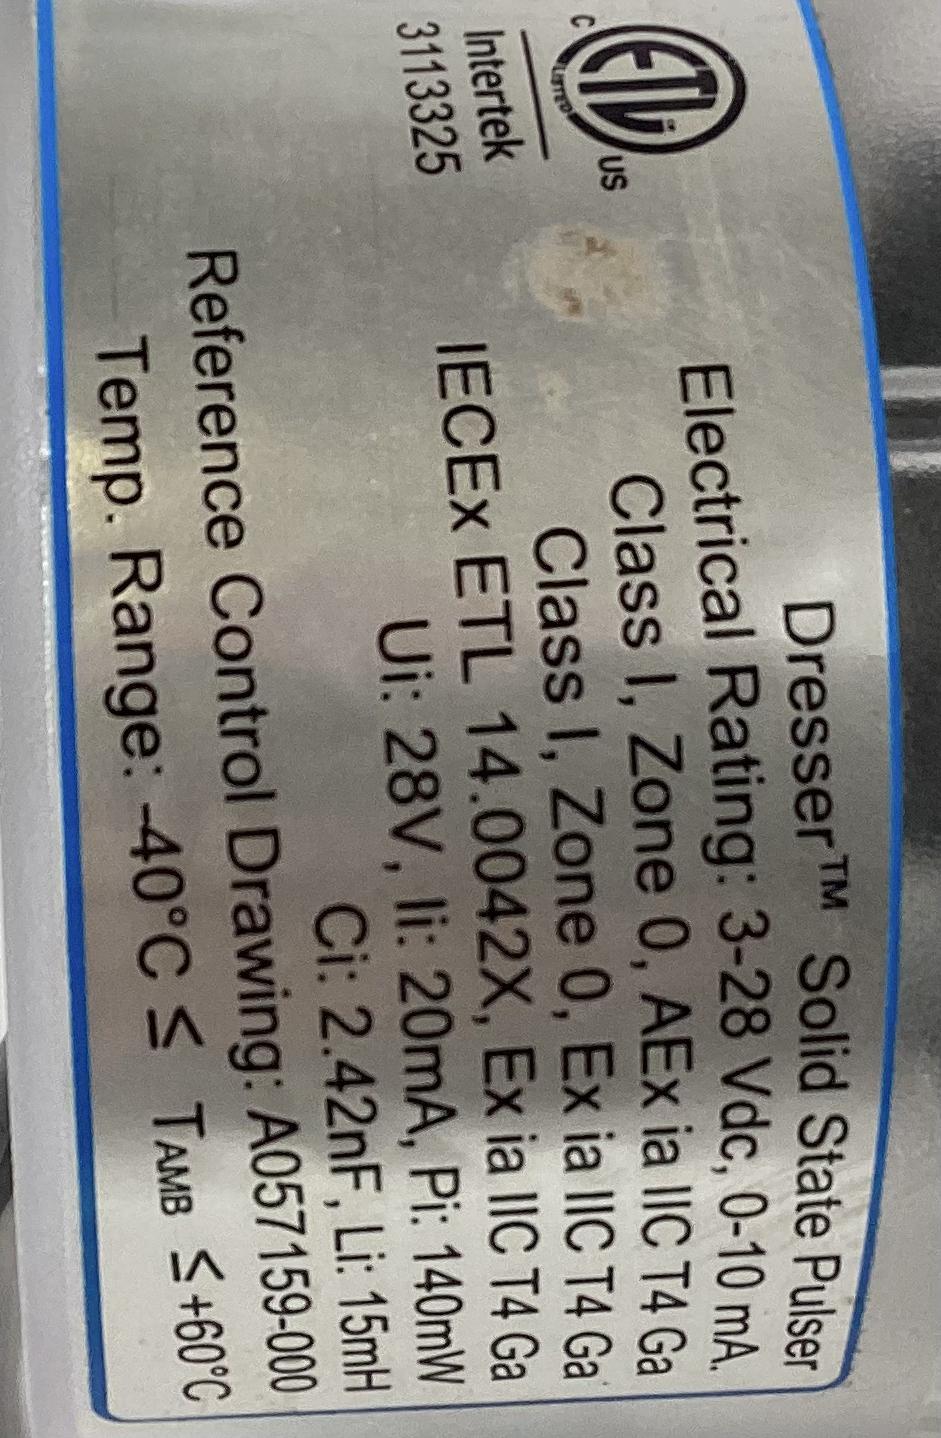 Dresser™ Solid State Pulser
Electrical Rating: 3-28 Vdc, 0-10 mA.
Class I, Zone 0, AEx ia IIC T4 Ga
Class I, Zone 0, Ex ia IIC T4 Ga
IECEx ETL 14.0042X, Ex ia IIC T4 Ga
Ui: 28V, Ii: 20mA, Pi: 140mW
Ci: 2.42nF, Li: 15mH
Reference Control Drawing: A057159-000
Temp. Range: -40°C ≤ TAMB ≤ +60°C
C ETL US
LISTED
Intertek
3113325